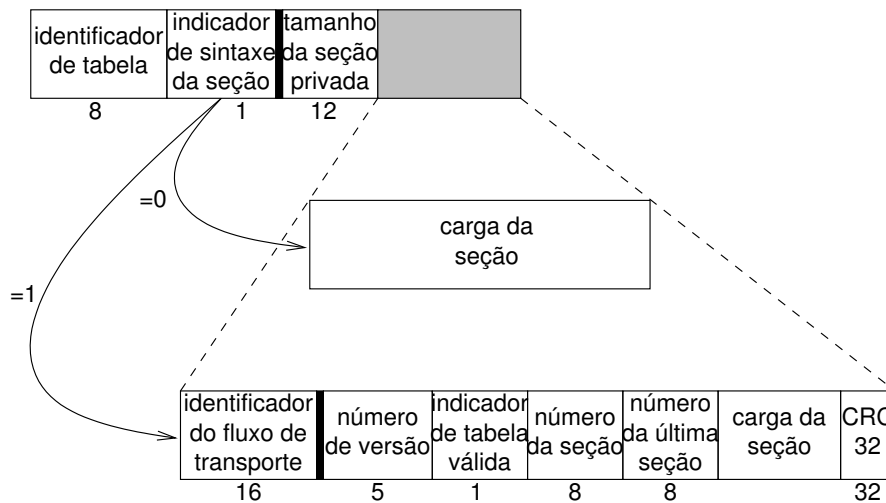 identificador
de tabela
8
indicador
de sintaxe
da seção
1
tamanho
da seção
privada
12
=0
carga da
seção
=1
identificador
do fluxo de
transporte
16
número
de versão
5
indicador
de tabela
válida
1
número
da seção
8
número
da última
seção
8
carga da
seção
CRC
32
32